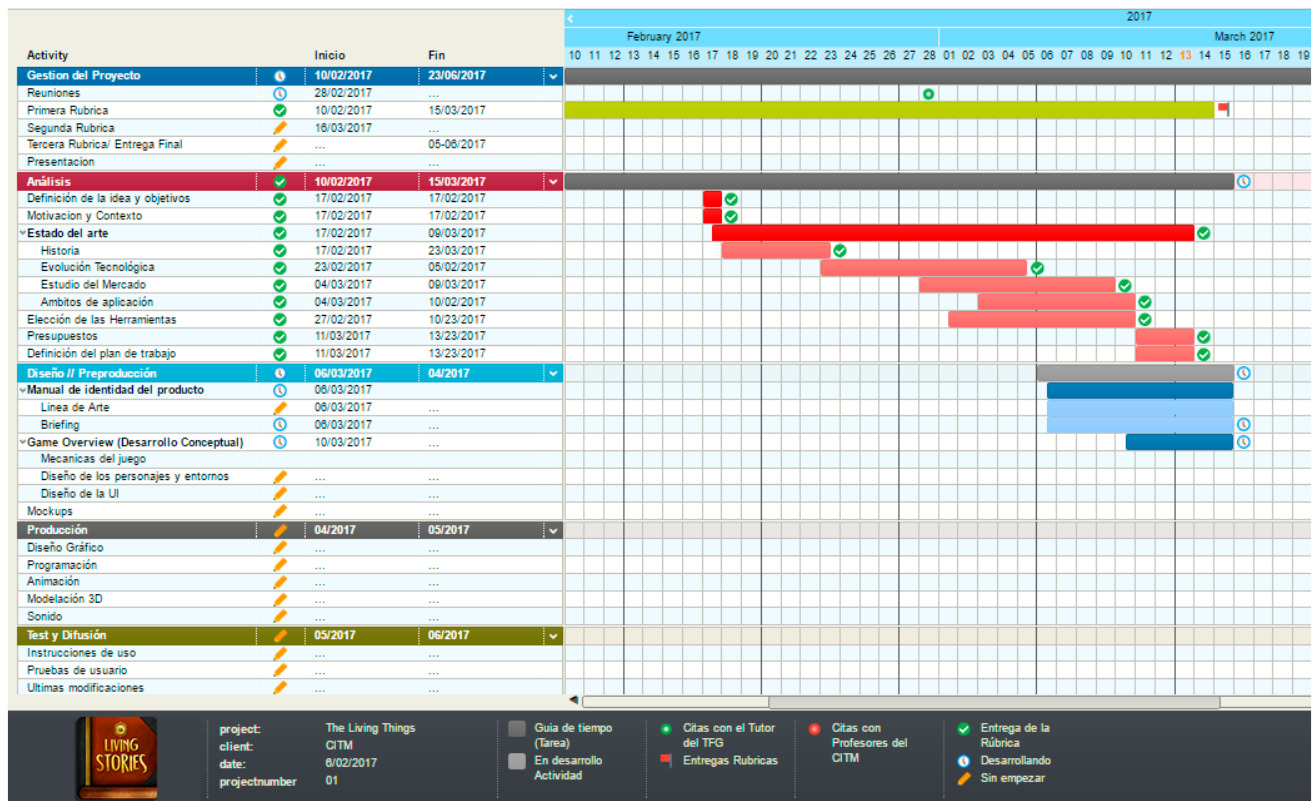 2017
February 2017 March 2017
Activity Inicio Fin 10 11 12 13 14 15 16 17 18 19 20 21 22 23 24 25 26 27 28 01 02 03 04 05 06 07 08 09 10 11 12 13 14 15 16 17 18 19
Gestion del Proyecto 10/02/2017 23/06/2017
Reuniones 28/02/2017 ...
Primera Rubrica 10/02/2017 15/03/2017
Segunda Rubrica 16/03/2017 ...
Tercera Rubrica/ Entrega Final ... 05-06/2017
Presentacion ... ...
Análisis 10/02/2017 15/03/2017
Definición de la idea y objetivos 17/02/2017 17/02/2017
Motivacion y Contexto 17/02/2017 17/02/2017
Estado del arte 17/02/2017 09/03/2017
Historia 17/02/2017 23/03/2017
Evolución Tecnológica 23/02/2017 05/02/2017
Estudio del Mercado 04/03/2017 09/03/2017
Ambitos de aplicación 04/03/2017 10/02/2017
Elección de las Herramientas 27/02/2017 10/23/2017
Presupuestos 11/03/2017 13/23/2017
Definición del plan de trabajo 11/03/2017 13/23/2017
Diseño // Preproducción 06/03/2017 04/2017
Manual de identidad del producto 06/03/2017
Linea de Arte 06/03/2017 ...
Briefing 06/03/2017 ...
Game Overview (Desarrollo Conceptual) 10/03/2017 ...
Mecanicas del juego
Diseño de los personajes y entornos ... ...
Diseño de la UI ... ...
Mockups ... ...
Producción 04/2017 05/2017
Diseño Gráfico ... ...
Programación ... ...
Animación ... ...
Modelación 3D ... ...
Sonido ... ...
Test y Difusión 05/2017 06/2017
Instrucciones de uso ... ...
Pruebas de usuario ... ...
Ultimas modificaciones ... ...
LIVING
STORIES
project: The Living Things
client: CITM
date: 6/02/2017
projectnumber 01
Guia de tiempo
(Tarea)
En desarrollo
Actividad
Citas con el Tutor
del TFG
Entregas Rubricas
Citas con
Profesores del
CITM
Entrega de la
Rúbrica
Desarrollando
Sin empezar